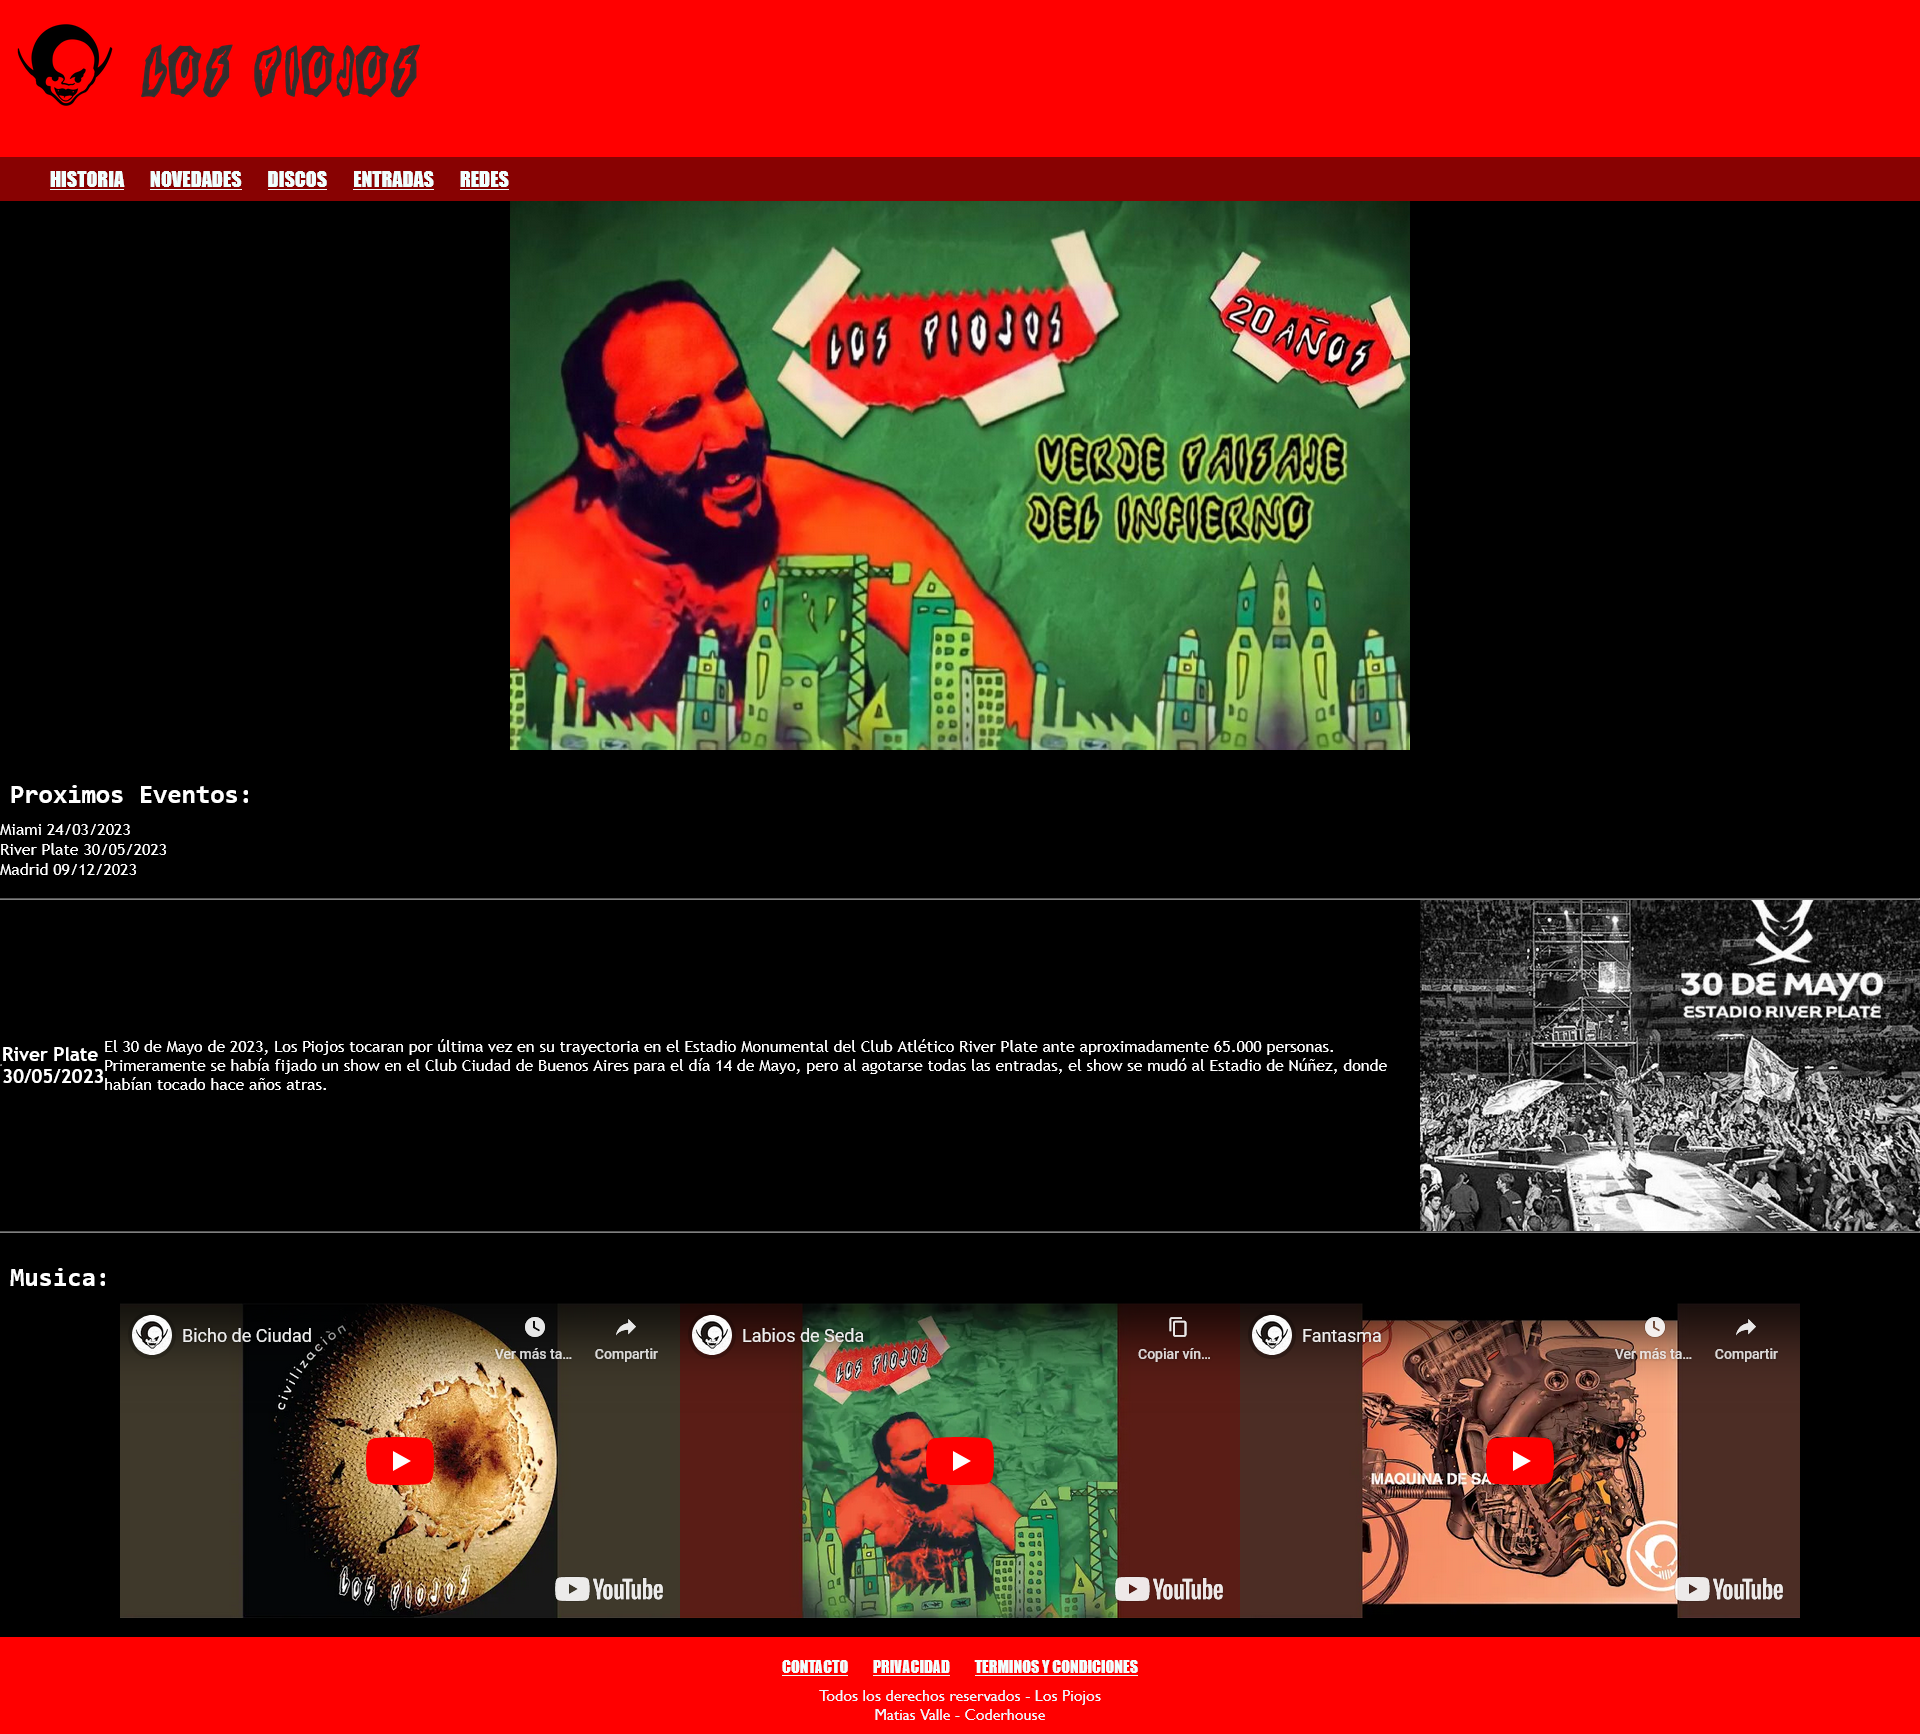 LOS PIOJOS
HISTORIA NOVEDADES DISCOS ENTRADAS REDES
LOS PIOJOS
20 AÑOS
VERDE PAISAJE
DEL INFIERNO
Proximos Eventos:
Miami 24/03/2023
River Plate 30/05/2023
Madrid 09/12/2023
30 DE MAYO
ESTADIO RIVER PLATE
River Plate
30/05/2023
El 30 de Mayo de 2023, Los Piojos tocaran por última vez en su trayectoria en el Estadio Monumental del Club Atlético River Plate ante aproximadamente 65.000 personas.
Primeramente se había fijado un show en el Club Ciudad de Buenos Aires para el día 14 de Mayo, pero al agotarse todas las entradas, el show se mudó al Estadio de Núñez, donde
habían tocado hace años atras.
Musica:
Bicho de Ciudad
Ver más ta...
Compartir
civilizaciòn
LOS PIOJOS
YouTube
Labios de Seda
Copiar vín...
LOS PIOJOS
YouTube
Fantasma
Ver más ta...
Compartir
MAQUINA DE SA
YouTube
CONTACTO PRIVACIDAD TERMINOS Y CONDICIONES
Todos los derechos reservados - Los Piojos
Matias Valle - Coderhouse